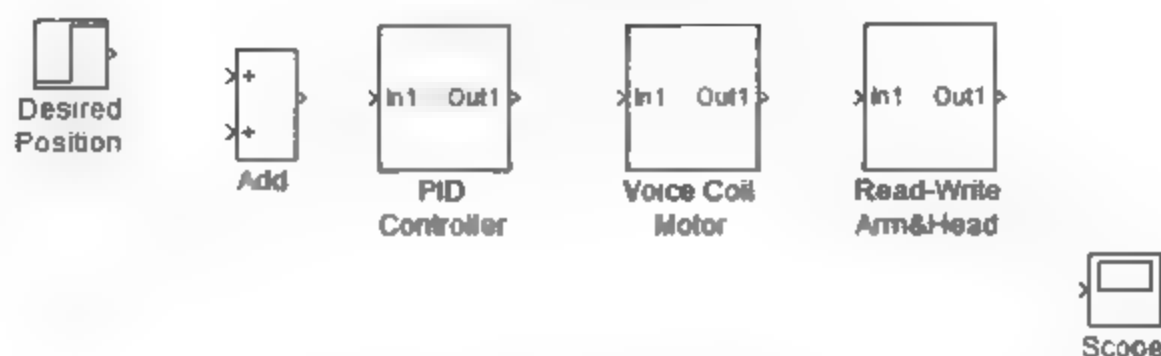 Desired
Position
+
+
Add
In1 Out1
PID
Controller
In1 Out1
Voice Coil
Motor
In1 Out1
Read-Write
Arm&Head
Scope